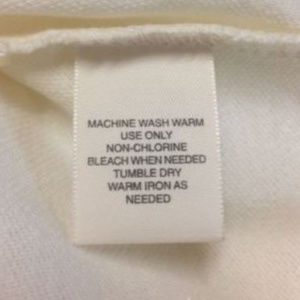 MACHINE WASH WARM
USE ONLY
NON-CHLORINE
BLEACH WHEN NEEDED
TUMBLE DRY
WARM IRON AS
NEEDED